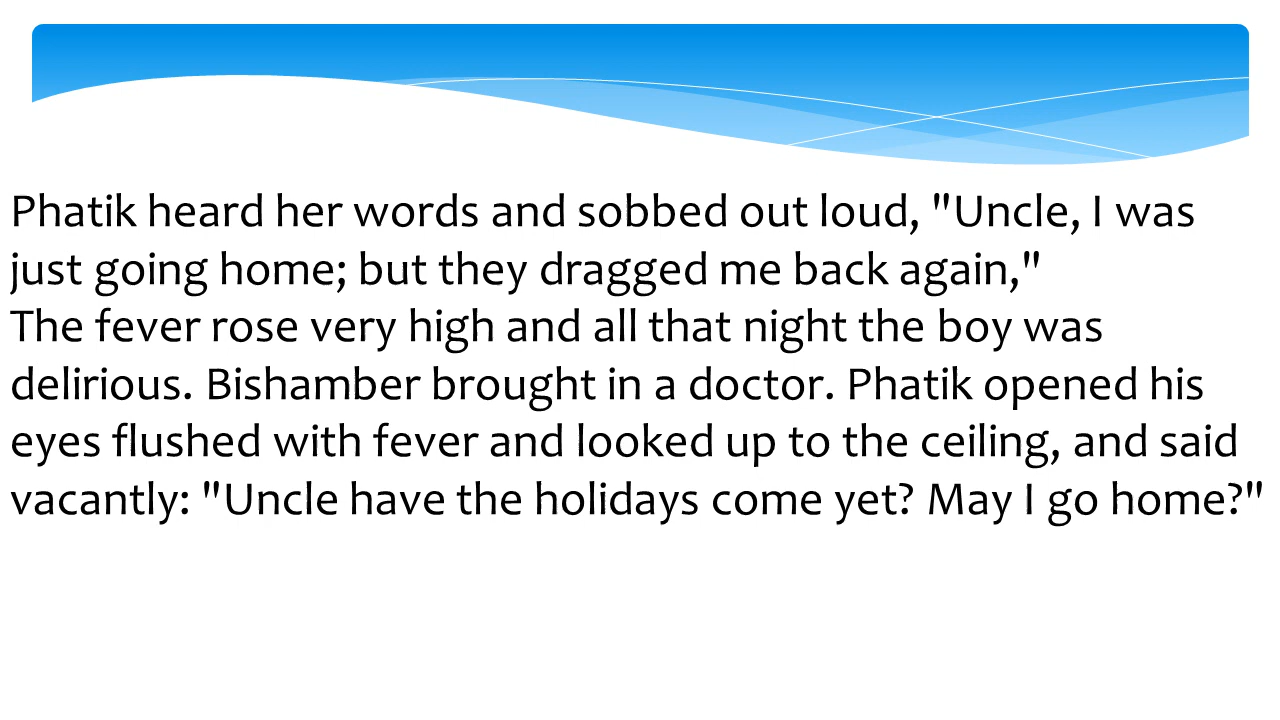 Phatik heard her words and sobbed out loud, "Uncle, I was
just going home; but they dragged me back again,"
The fever rose very high and all that night the boy was
delirious. Bishamber brought in a doctor. Phatik opened his
eyes flushed with fever and looked up to the ceiling, and said
vacantly: "Uncle have the holidays come yet? May I go home?"